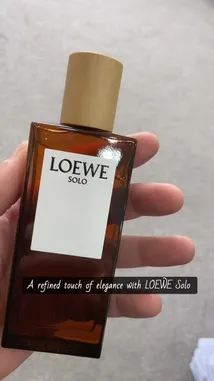 LOEWE
SOLO
A refined touch of elegance with LOEWE Solo